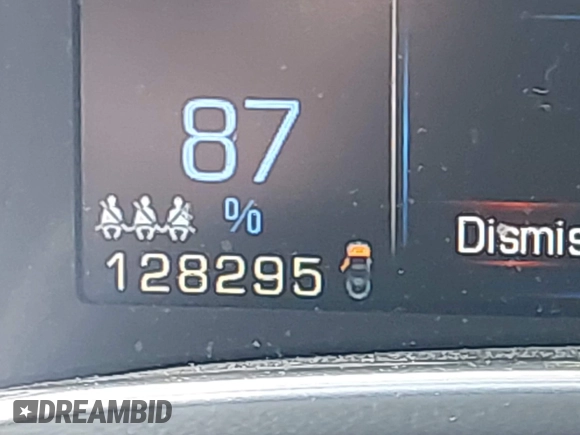 87
%
128295
Dismis
DREAMBID